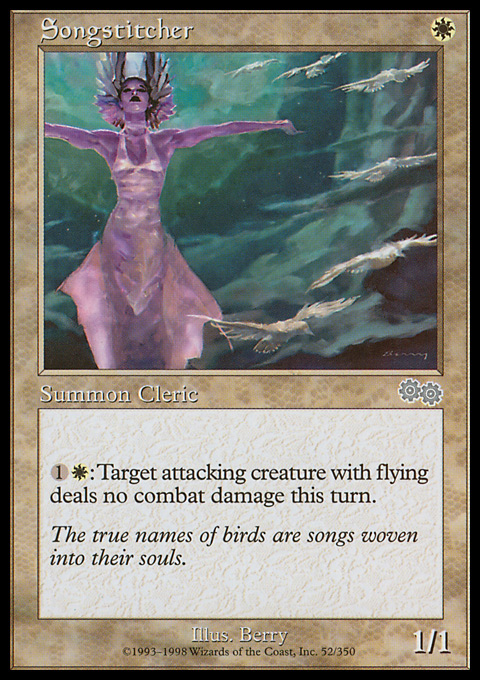 Songstitcher
Berry
Summon Cleric
1 :Target attacking creature with flying
deals no combat damage this turn.
The true names of birds are songs woven
into their souls.
Illus. Berry
1/1
©1993–1998 Wizards of the Coast, Inc. 52/350